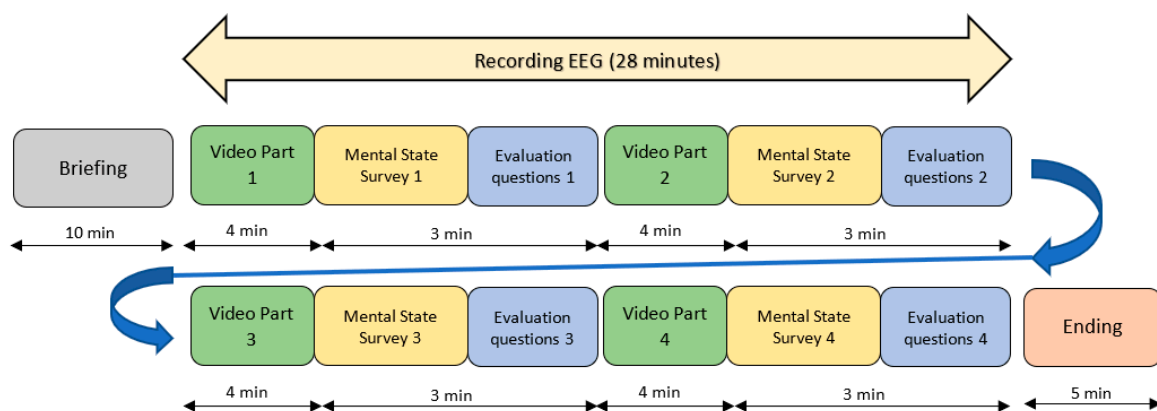 Recording EEG (28 minutes)
Briefing
Video Part
1
Mental State
Survey 1
Evaluation
questions 1
Video Part
2
Mental State
Survey 2
Evaluation
questions 2
10 min
4 min
3 min
4 min
3 min
Video Part
3
Mental State
Survey 3
Evaluation
questions 3
Video Part
4
Mental State
Survey 4
Evaluation
questions 4
Ending
4 min
3 min
4 min
3 min
5 min